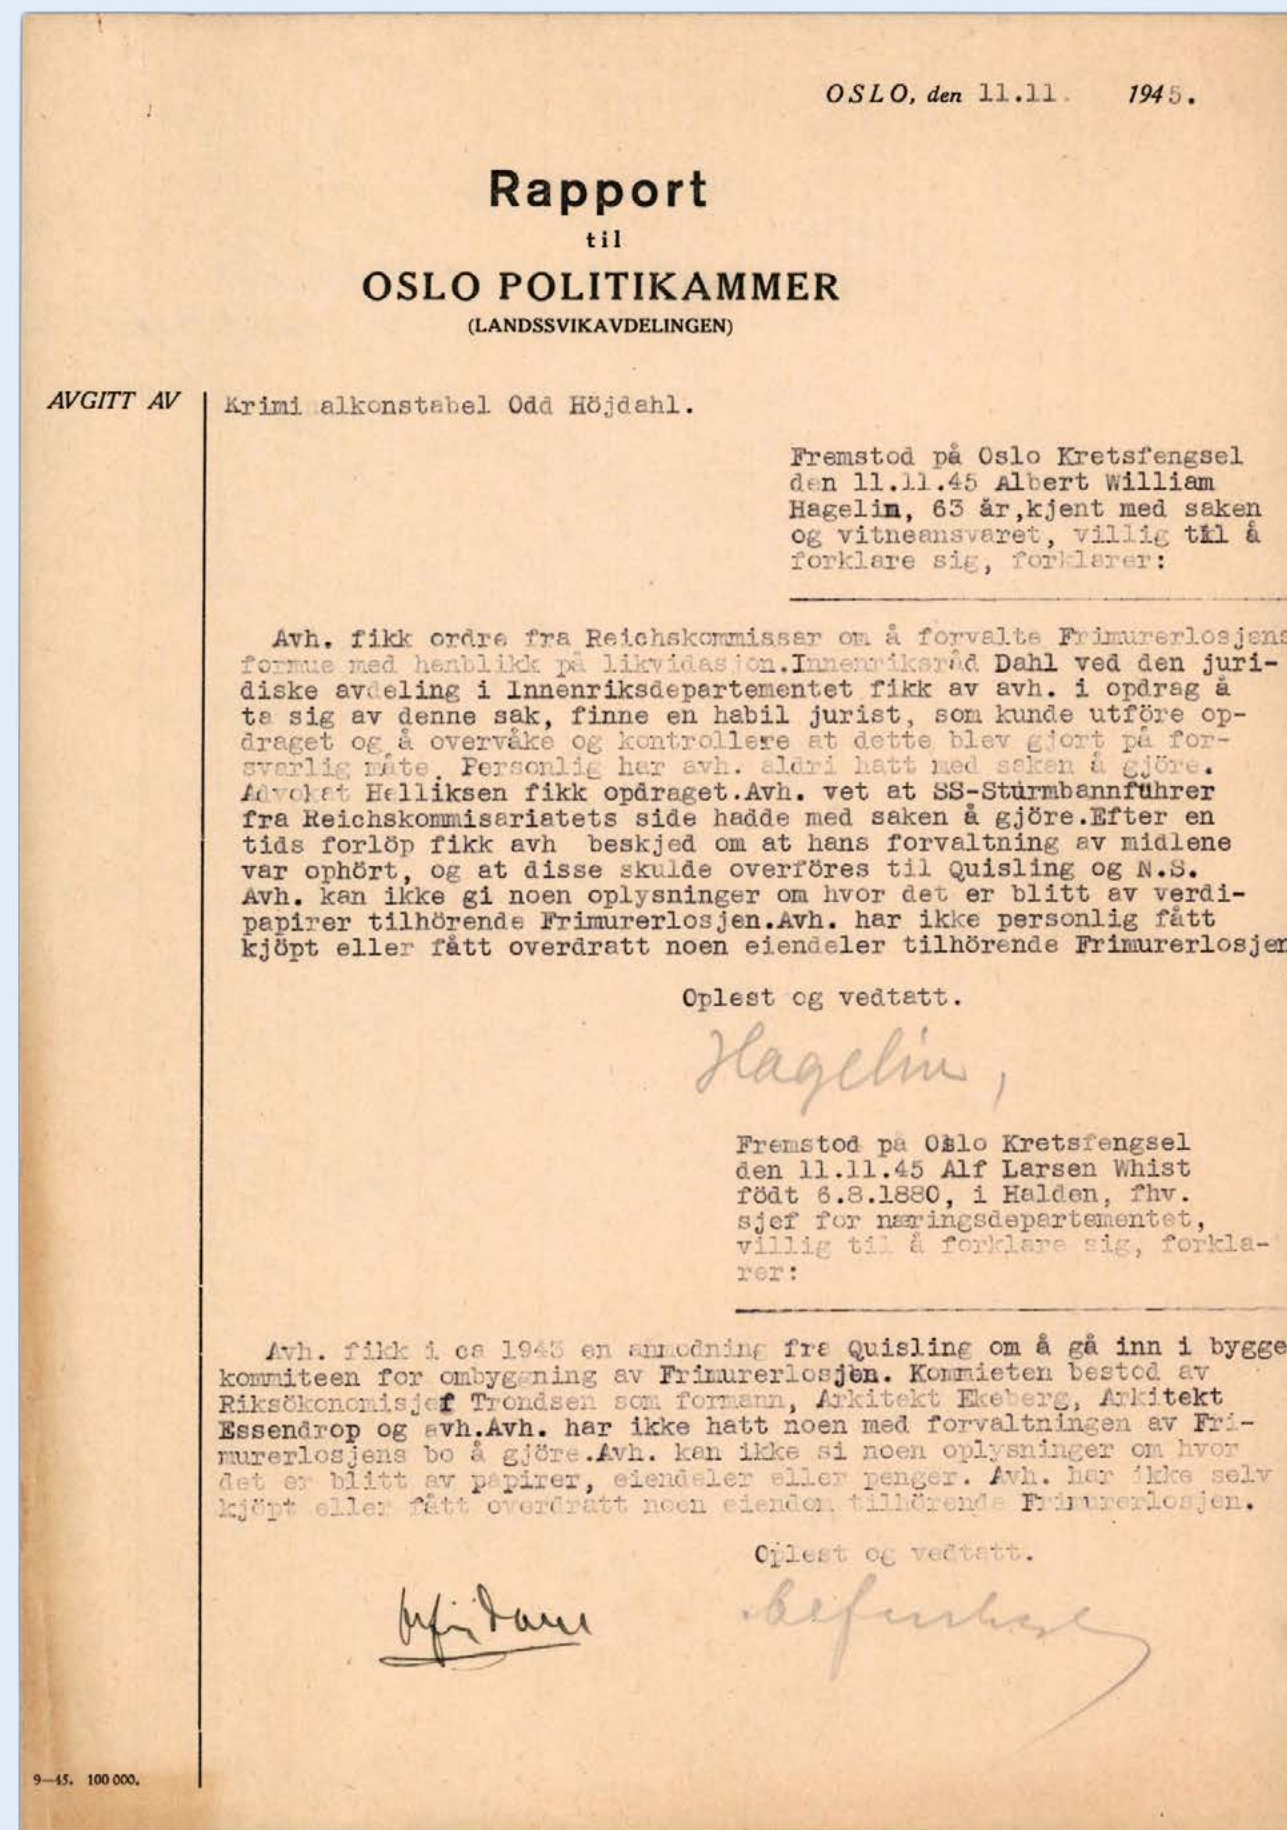 OSLO, den 11.11. 1945.
Rapport
til
OSLO POLITIKAMMER
(LANDSSVIKAVDELINGEN)
AVGITT AV
Krimi alkonstabel Odd Höjdahl.
Fremstod på Oslo Kretsfengsel
den 11.11.45 Albert William
Hagelin, 63 år,kjent med saken
og vitneansvaret, villig til å
forklare sig, forklarer:
Avh. fikk ordre fra Reichskommissar om å forvalte Frimurerlosjens
formue med henblikk på likvidasjon.Innenriksråd Dahl ved den juri-
diske avdeling i Innenriksdepartementet fikk av avh. i opdrag å
ta sig av denne sak, finne en habil jurist, som kunde utföre op-
draget og å overvåke og kontrollere at dette blev gjort på for-
svarlig måte. Personlig har avh. aldri hatt med saken å gjöre.
Advokat Helliksen fikk opdraget.Avh. vet at SS-Sturmbannführer
fra Reichskommisariatets side hadde med saken å gjöre.Efter en
tids forlöp fikk avh beskjed om at hans forvaltning av midlene
var ophört, og at disse skulde overföres til Quisling og N.S.
Avh. kan ikke gi noen oplysninger om hvor det er blitt av verdi-
papirer tilhörende Frimurerlosjen.Avh. har ikke personlig fått
kjöpt eller fått overdratt noen eiendeler tilhörende Frimurerlosjen
Oplest og vedtatt.
Hagelin,
Fremstod på Oslo Kretsfengsel
den 11.11.45 Alf Larsen Whist
födt 6.8.1880, i Halden, fhv.
sjef for næringsdepartementet,
villig til å forklare sig, forkla-
rer:
Avh. fikk i ca 1943 en anmodning fra Quisling om å gå inn i bygge
kommiteen for ombyggning av Frimurerlosjen. Kommieten bestod av
Riksökonomisjef Trondsen som formann, Arkitekt Ekeberg, Arkitekt
Essendrop og avh.Avh. har ikke hatt noen med forvaltningen av Fri-
murerlosjens bo å gjöre.Avh. kan ikke si noen oplysninger om hvor
det er blitt av papirer, eiendeler eller penger. Avh. har ikke selv
kjöpt eller fått overdratt noen eiendom tilhörende Frimurerlosjen.
Oplest og vedtatt.
9—45. 100 000.